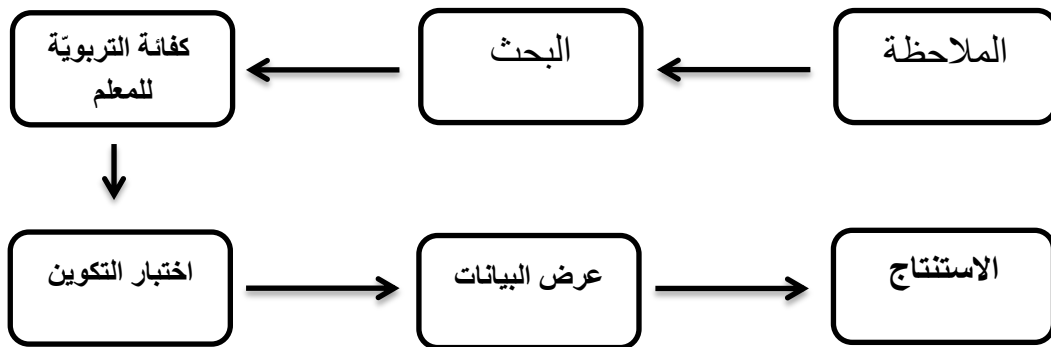 الملاحظة
البحث
كفائة التربويّة
للمعلم
اختبار التكوين
عرض البيانات
الاستنتاج